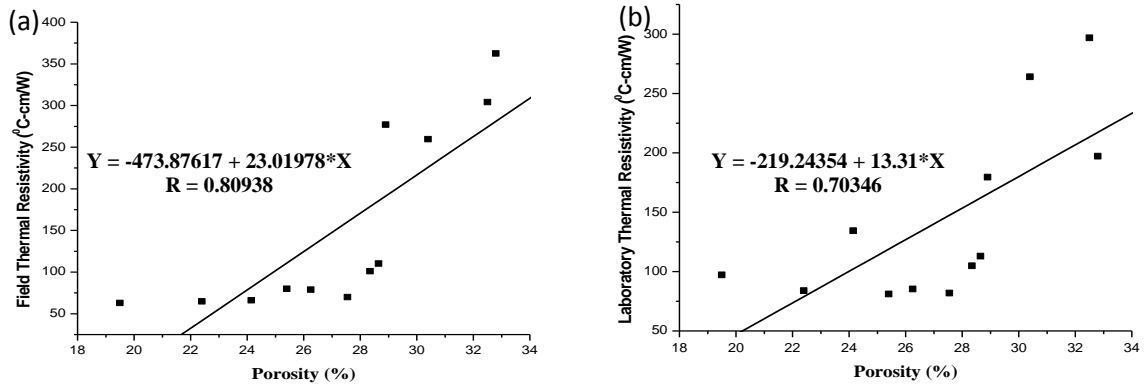 (a)
400
350
300
250
200
150
100
50
Field Thermal Resistivity (⁰C-cm/W)
Y = -473.87617 + 23.01978*X
R = 0.80938
18 20 22 24 26 28 30 32 34
Porosity (%)
(b)
300
250
200
150
100
50
Laboratory Thermal Resistivity (⁰C-cm/W)
Y = -219.24354 + 13.31*X
R = 0.70346
18 20 22 24 26 28 30 32 34
Porosity (%)